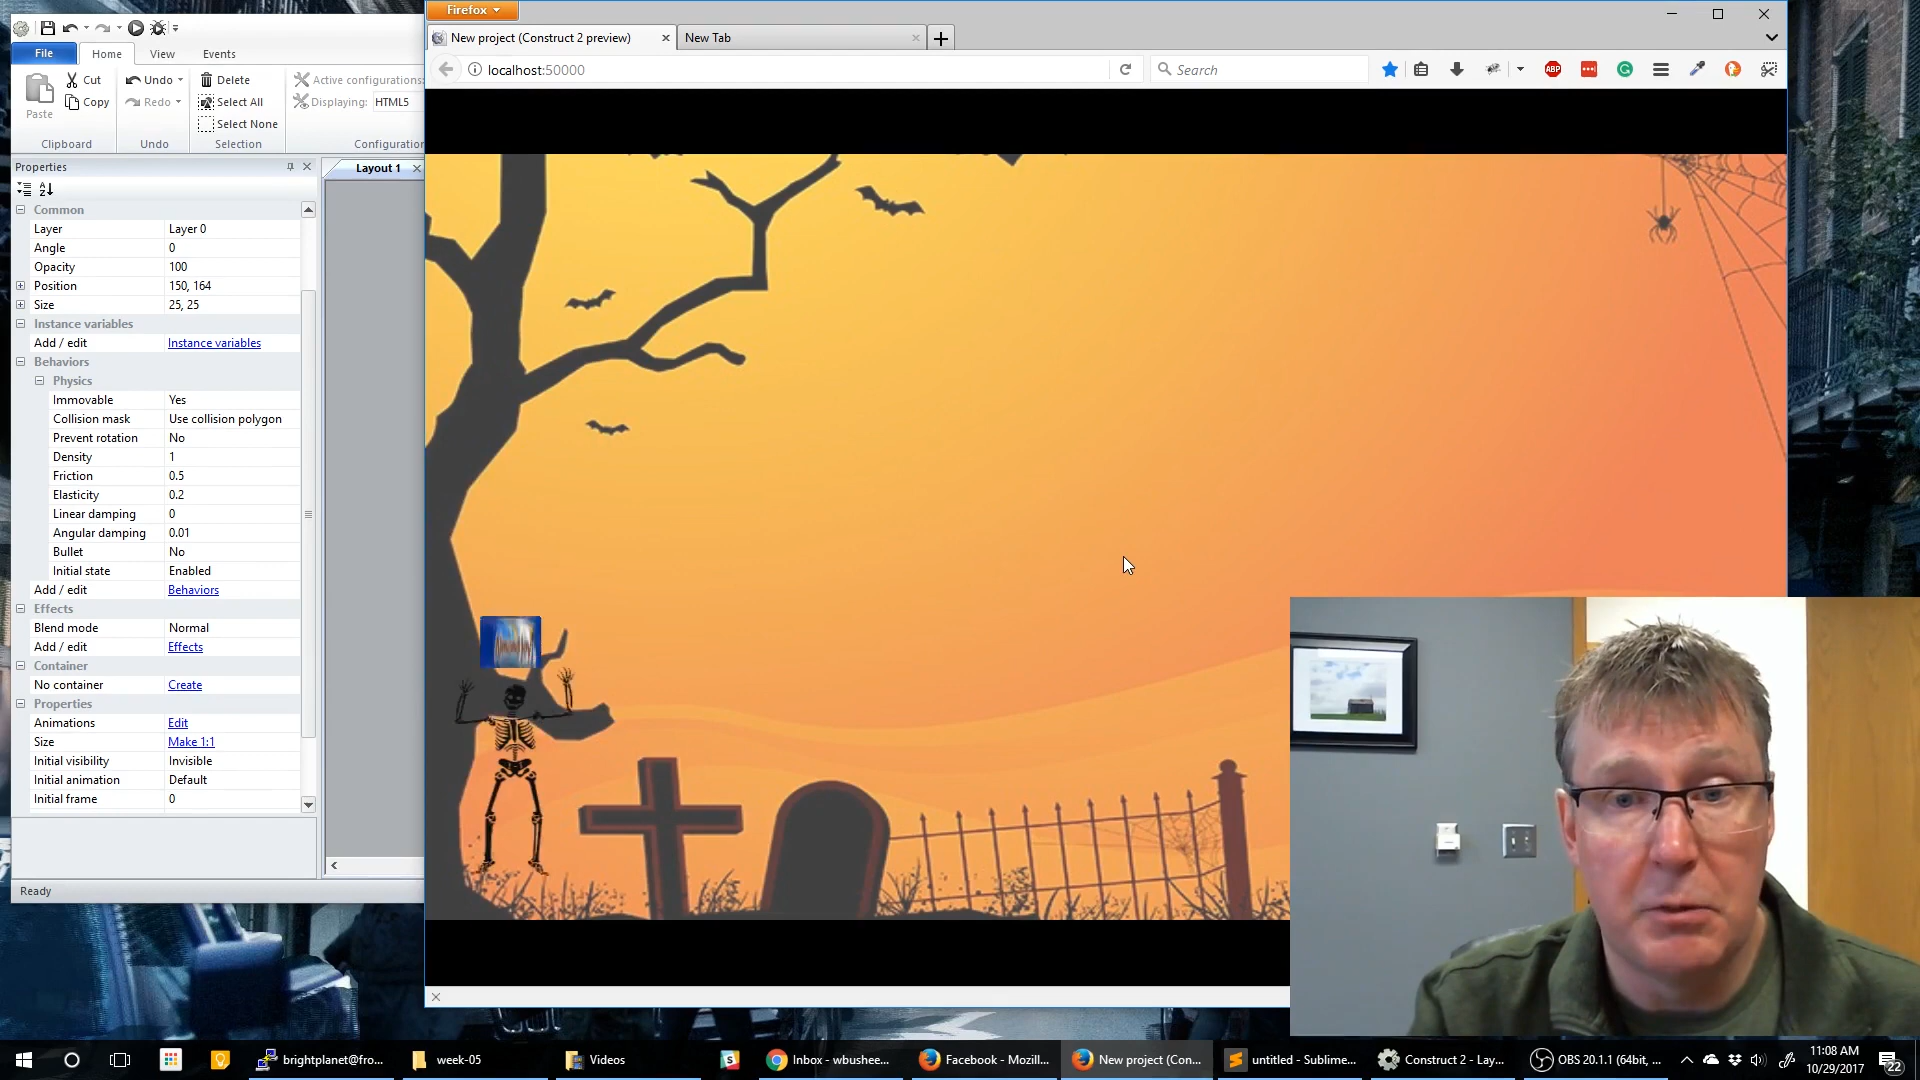 Firefox
New project (Construct 2 preview)
New Tab
localhost:50000
Search
ABP
File
Home
View
Events
Paste
Cut
Copy
Clipboard
Undo
Redo
Undo
Delete
Select All
Select None
Selection
Active configurations:
Displaying: HTML5
Configuratio
Properties
Layout 1
Common
Layer Layer 0
Angle 0
Opacity 100
Position 150, 164
Size 25, 25
Instance variables
Add / edit Instance variables
Behaviors
Physics
Immovable Yes
Collision mask Use collision polygon
Prevent rotation No
Density 1
Friction 0.5
Elasticity 0.2
Linear damping 0
Angular damping 0.01
Bullet No
Initial state Enabled
Add / edit Behaviors
Effects
Blend mode Normal
Add / edit Effects
Container
No container Create
Properties
Animations Edit
Size Make 1:1
Initial visibility Invisible
Initial animation Default
Initial frame 0
Ready
brightplanet@fro...
week-05
Videos
Inbox - wbushee...
Facebook - Mozill...
New project (Con...
untitled - Sublime...
Construct 2 - Lay...
OBS 20.1.1 (64bit, ...
11:08 AM
10/29/2017
22